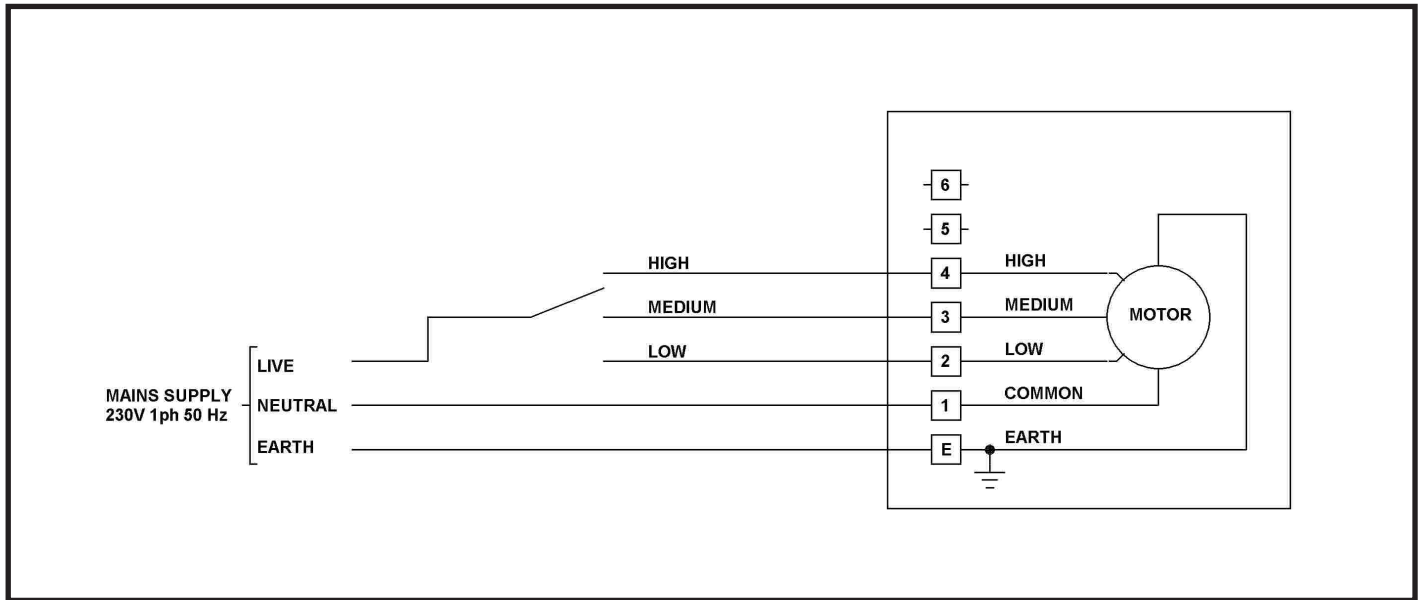 6
5
HIGH
4
HIGH
MEDIUM
3
MEDIUM
MOTOR
LOW
2
LOW
LIVE
MAINS SUPPLY
230V 1ph 50 Hz
NEUTRAL
1
COMMON
EARTH
E
EARTH